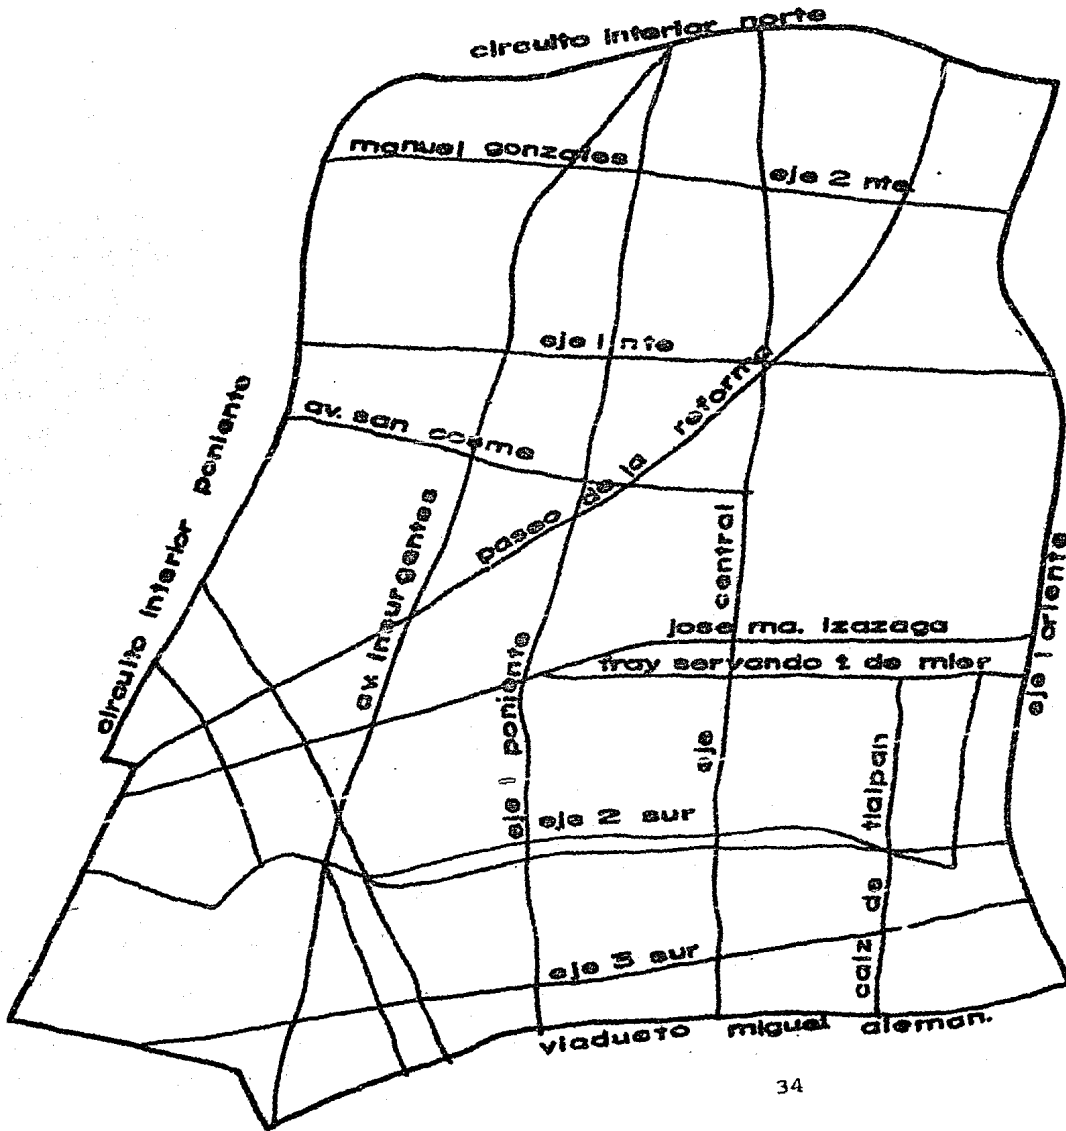 circuito interior norte
manuel gonzales
eje 2 nte.
eje 1 nte
av. san cosme
circuito interior poniente
paseo de la reforma
av. insurgentes
eje central
jose ma. izazaga
fray servando t. de mier
eje 1 oriente
eje 1 poniente
eje 2 sur
calz de tlalpan
eje 3 sur
viaducto miguel aleman.
34